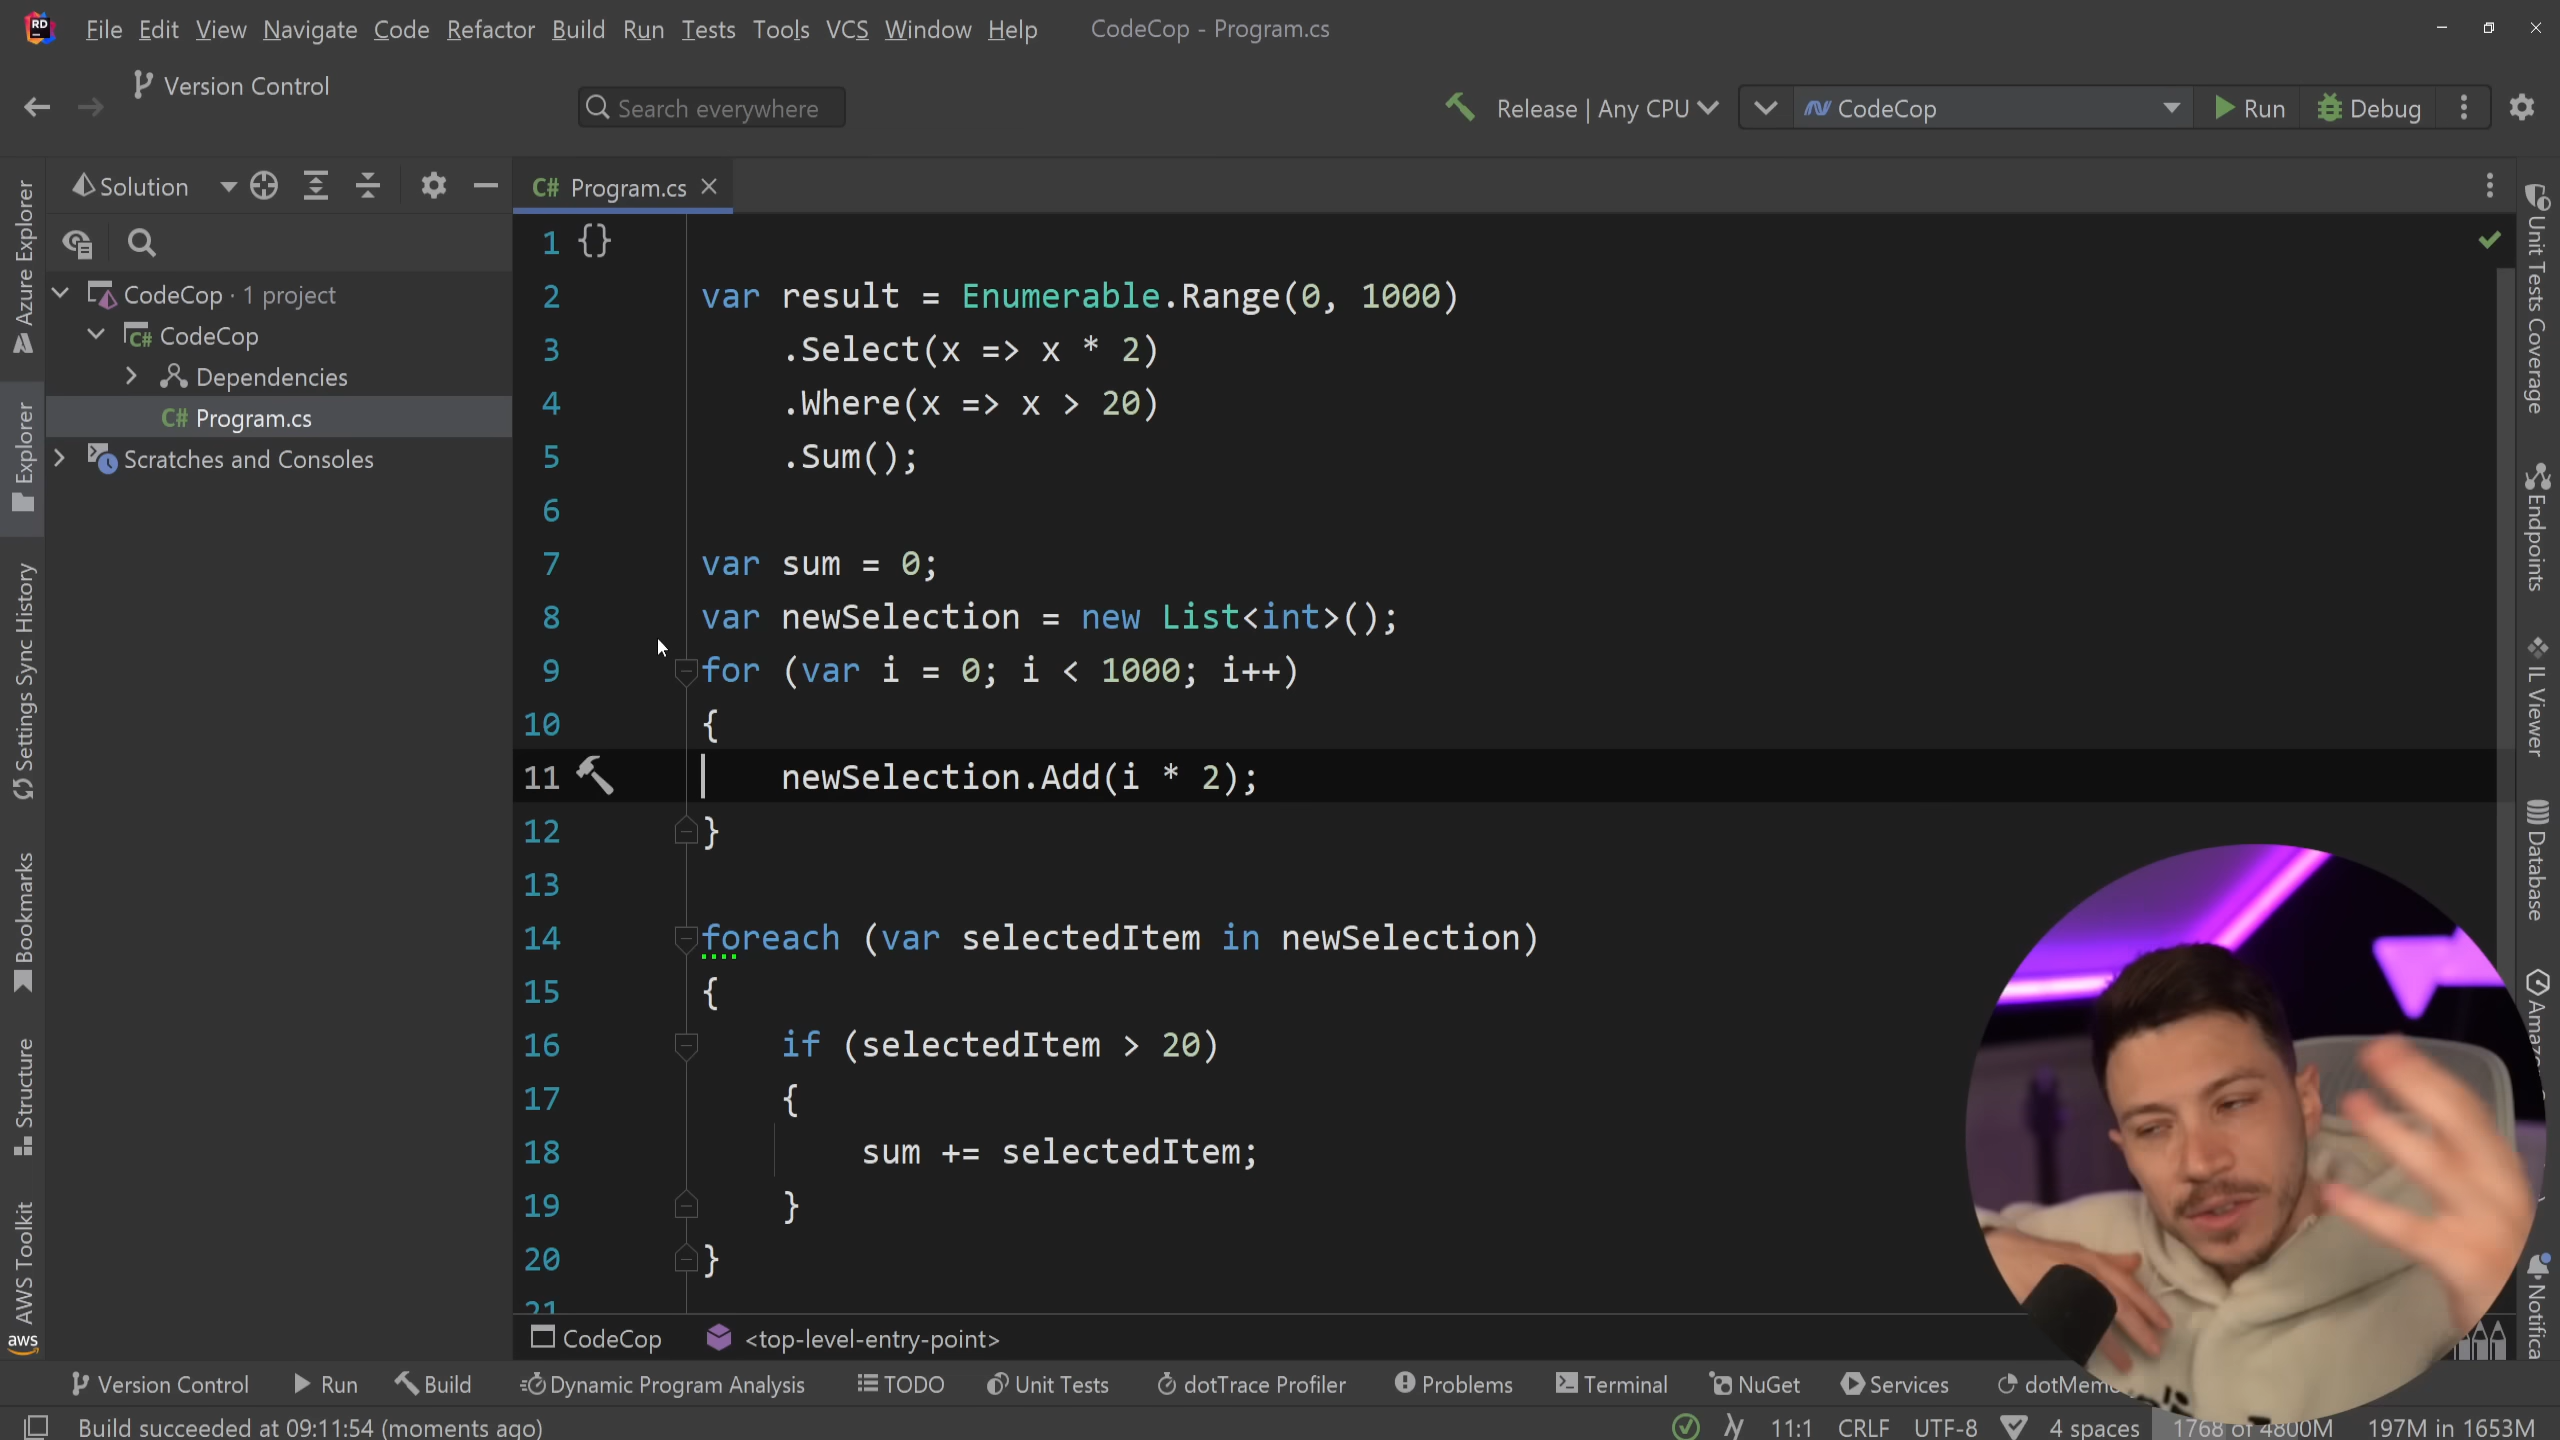 RD
File Edit View Navigate Code Refactor Build Run Tests Tools VCS Window Help
CodeCop - Program.cs
Version Control
Search everywhere
Release | Any CPU
CodeCop
Run
Debug
Solution
C# Program.cs
CodeCop · 1 project
C# CodeCop
Dependencies
C# Program.cs
Scratches and Consoles
Azure Explorer
Explorer
Settings Sync History
Bookmarks
Structure
AWS Toolkit
aws
1 {}
2 var result = Enumerable.Range(0, 1000)
3 .Select(x => x * 2)
4 .Where(x => x > 20)
5 .Sum();
6
7 var sum = 0;
8 var newSelection = new List<int>();
9 for (var i = 0; i < 1000; i++)
10 {
11 newSelection.Add(i * 2);
12 }
13
14 foreach (var selectedItem in newSelection)
15 {
16 if (selectedItem > 20)
17 {
18 sum += selectedItem;
19 }
20 }
21
Unit Tests Coverage
Endpoints
IL Viewer
Database
CodeCop <top-level-entry-point>
Version Control Run Build Dynamic Program Analysis TODO Unit Tests dotTrace Profiler Problems Terminal NuGet Services
Build succeeded at 09:11:54 (moments ago)
11:1 CRLF UTF-8 4 spaces 1768 of 4800M 197M in 1653M